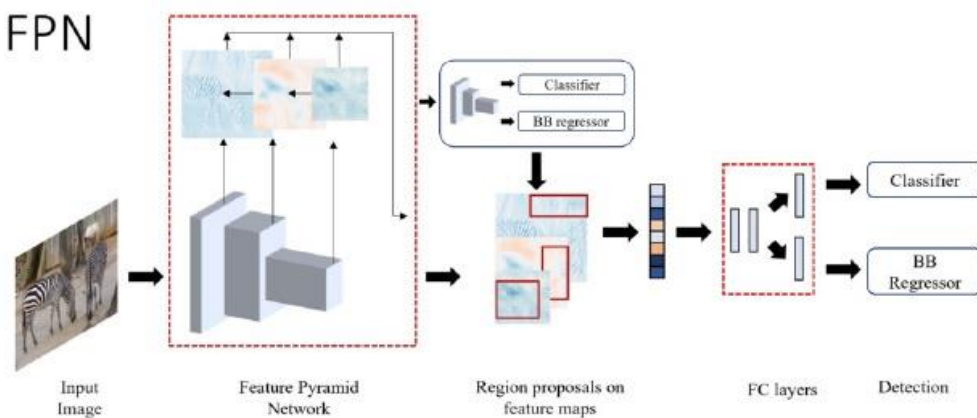 FPN
Classifier
BB regressor
Classifier
BB
Regressor
Input
Image
Feature Pyramid
Network
Region proposals on
feature maps
FC layers
Detection